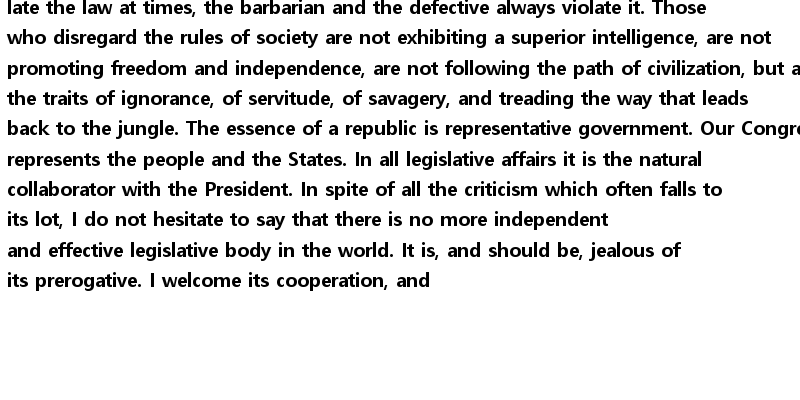 late the law at times, the barbarian and the defective always violate it. Those
who disregard the rules of society are not exhibiting a superior intelligence, are not
promoting freedom and independence, are not following the path of civilization, but
the traits of ignorance, of servitude, of savagery, and treading the way that leads
back to the jungle. The essence of a republic is representative government. Our
represents the people and the States. In all legislative affairs it is the natural
collaborator with the President. In spite of all the criticism which often falls to
its lot, I do not hesitate to say that there is no more independent
and effective legislative body in the world. It is, and should be, jealous of
its prerogative. I welcome its cooperation, and